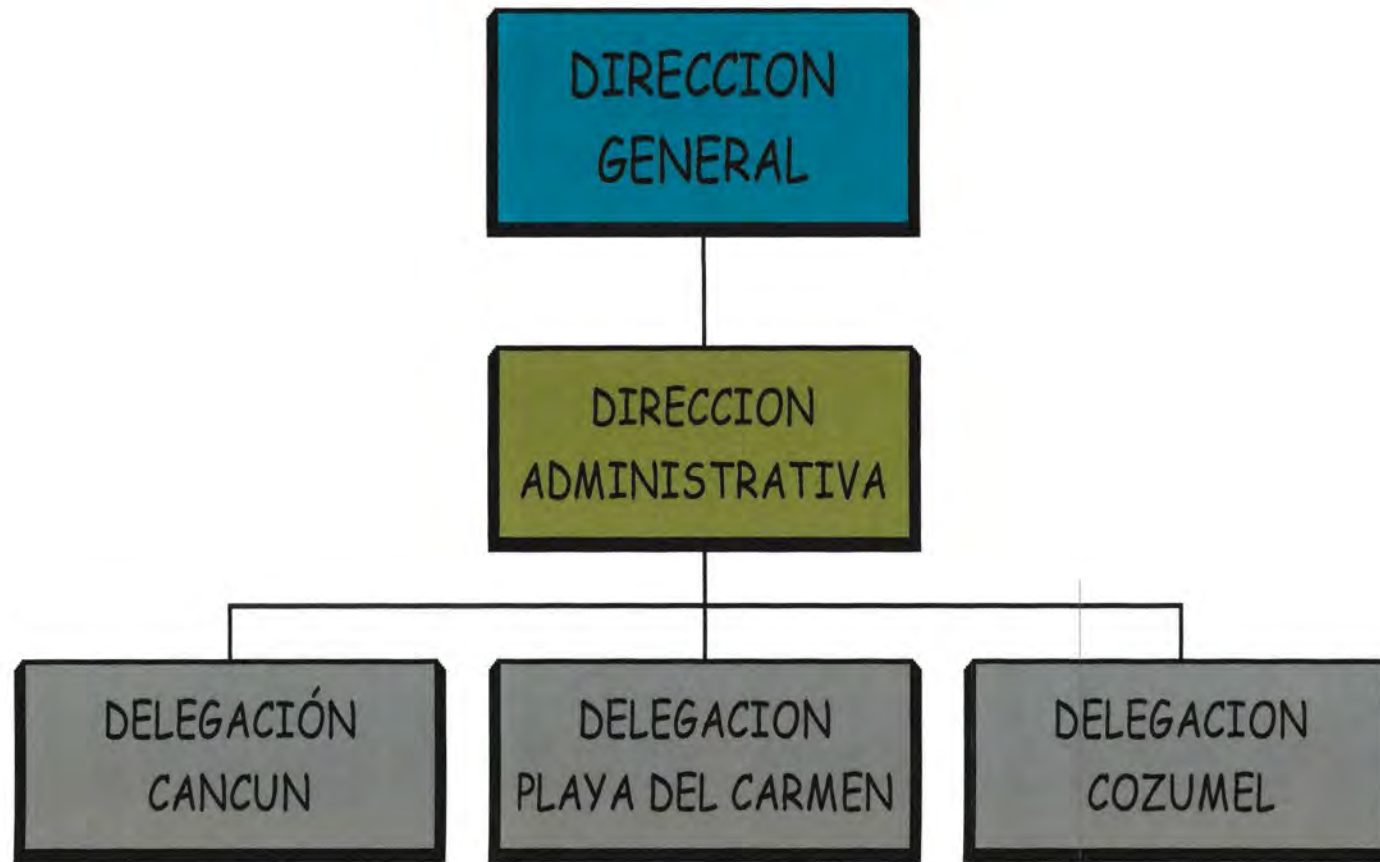 DIRECCION
GENERAL
DIRECCION
ADMINISTRATIVA
DELEGACIÓN
CANCUN
DELEGACION
PLAYA DEL CARMEN
DELEGACION
COZUMEL